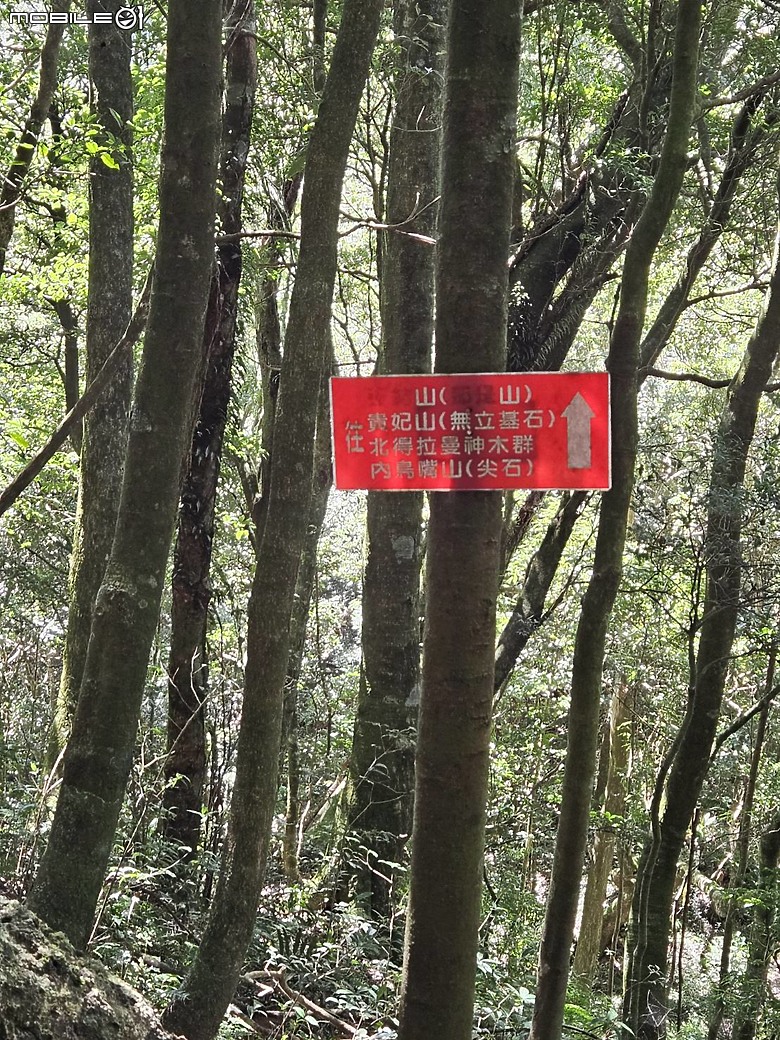 mobile01
山(山)
貴妃山(無立基石)
往
北得拉曼神木群
內鳥嘴山(尖石)